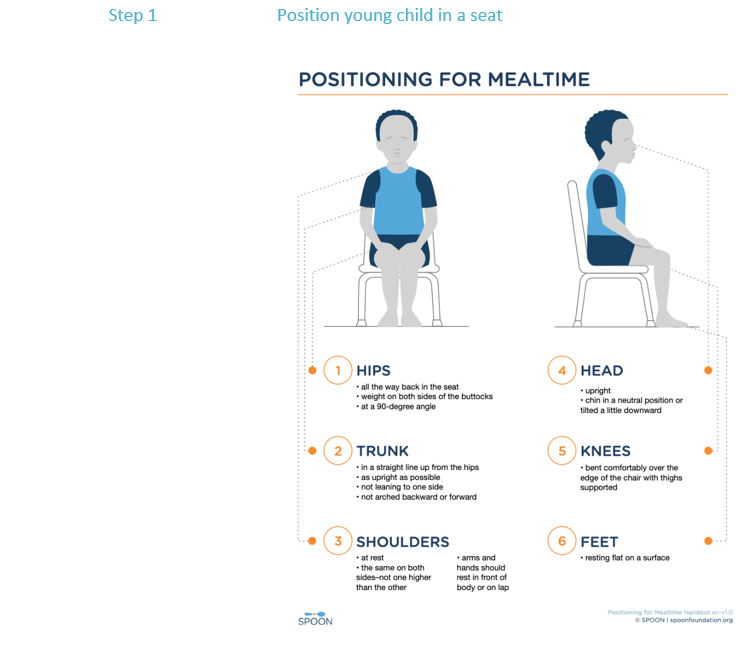 Step 1 Position young child in a seat
POSITIONING FOR MEALTIME
1 HIPS
• all the way back in the seat
• weight on both sides of the buttocks
• at a 90-degree angle
2 TRUNK
• in a straight line up from the hips
• as upright as possible
• not leaning to one side
• not arched backward or forward
3 SHOULDERS
• at rest
• the same on both
sides–not one higher
than the other
• arms and
hands should
rest in front of
body or on lap
4 HEAD
• upright
• chin in a neutral position or
tilted a little downward
5 KNEES
• bent comfortably over the
edge of the chair with thighs
supported
6 FEET
• resting flat on a surface
SPOON
Positioning for Mealtime Handout en-v1.0
© SPOON | spoonfoundation.org